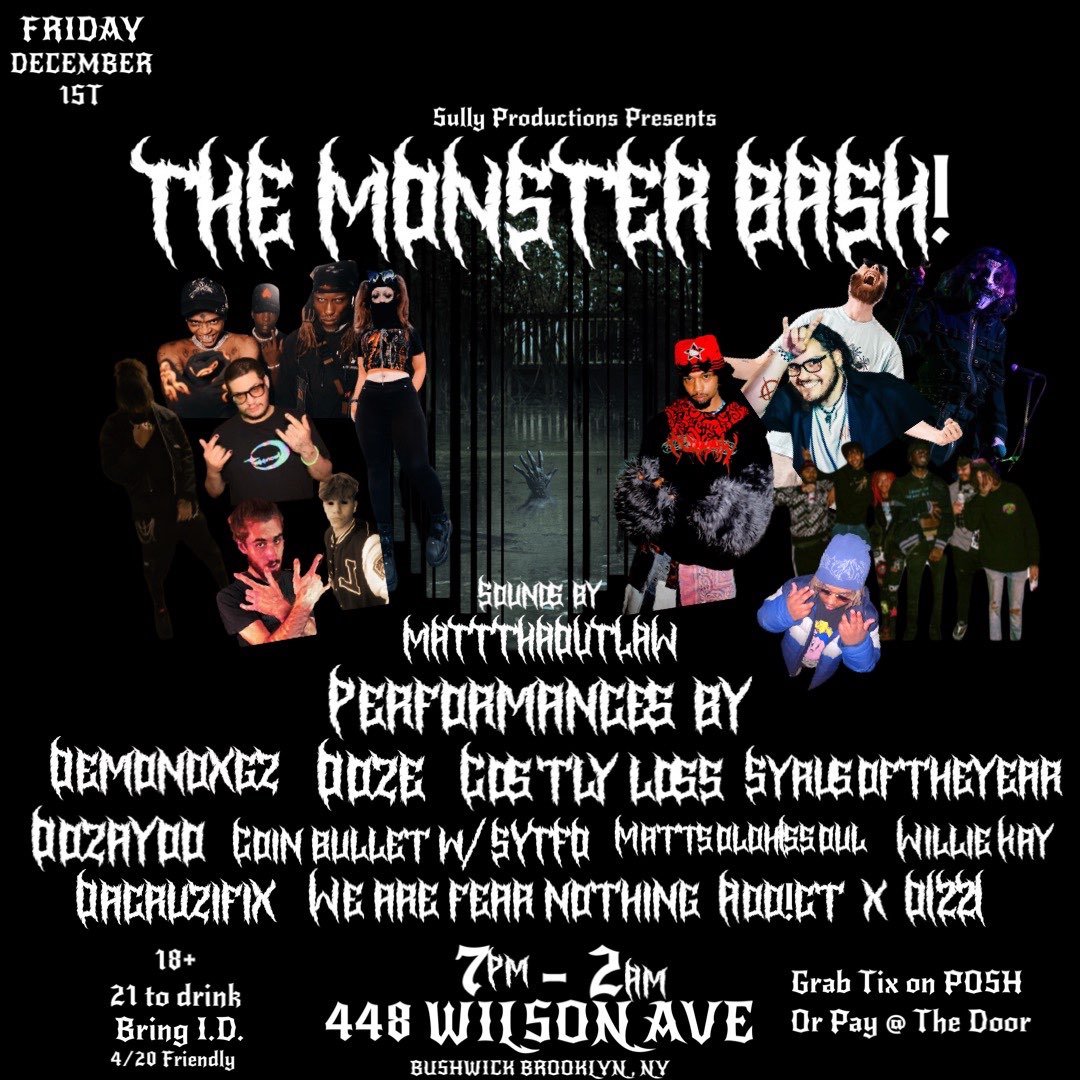 FRIDAY
DECEMBER
1ST
Sully Productions Presents
THE MONSTER BASH!
SOUNDS BY
MATTTHAOUTLAW
PERFORMANCES BY
DEMONDXGZ DOZE COSTLY LOSS SYRUSOFTHEYEAR
DOZAYDO COIN BULLET W/ SYTFO MATTSOLDHISSOUL WILLIE KAY
DACRUZIFIX WE ARE FEAR NOTHING ADD!CT X DIZZI
18+
21 to drink
Bring I.D.
4/20 Friendly
7PM - 2AM
448 WILSON AVE
BUSHWICK BROOKLYN, NY
Grab Tix on POSH
Or Pay @ The Door